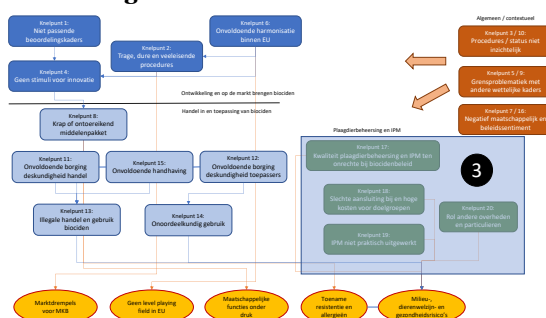 Knelpunt 1:
Niet passende
beoordelingskaders
Knelpunt 6:
Onvoldoende harmonisatie
binnen EU
Knelpunt 2:
Trage, dure en veeleisende
procedures
Knelpunt 4:
Geen stimuli voor innovatie
Algemeen / contextueel
Knelpunt 3 / 10:
Procedures / status niet
inzichtelijk
Knelpunt 5 / 9:
Grensproblematiek met
andere wettelijke kaders
Knelpunt 7 / 16:
Negatief maatschappelijk en
beleidssentiment
Ontwikkeling en op de markt brengen biociden
Handel in en toepassing van biociden
Knelpunt 8:
Krap of ontoereikend
middelenpakket
Knelpunt 11:
Onvoldoende borging
deskundigheid handel
Knelpunt 15:
Onvoldoende handhaving
Knelpunt 12:
Onvoldoende borging
deskundigheid toepassers
Knelpunt 13:
Illegale handel en gebruik
biociden
Knelpunt 14:
Onoordeelkundig gebruik
Plaagdierbeheersing en IPM
Knelpunt 17:
Kwaliteit plaagdierbeheersing en IPM ten
onrechte bij biocidenbeleid
3
Knelpunt 18:
Slechte aansluiting bij en hoge
kosten voor doelgroepen
Knelpunt 20:
Rol andere overheden
en particulieren
Knelpunt 19:
IPM niet praktisch uitgewerkt
Marktdrempels
voor MKB
Geen level playing
field in EU
Maatschappelijke
functies onder
druk
Toename
resistentie en
allergieën
Milieu-,
dierenwelzijn- en
gezondheidsrisico's